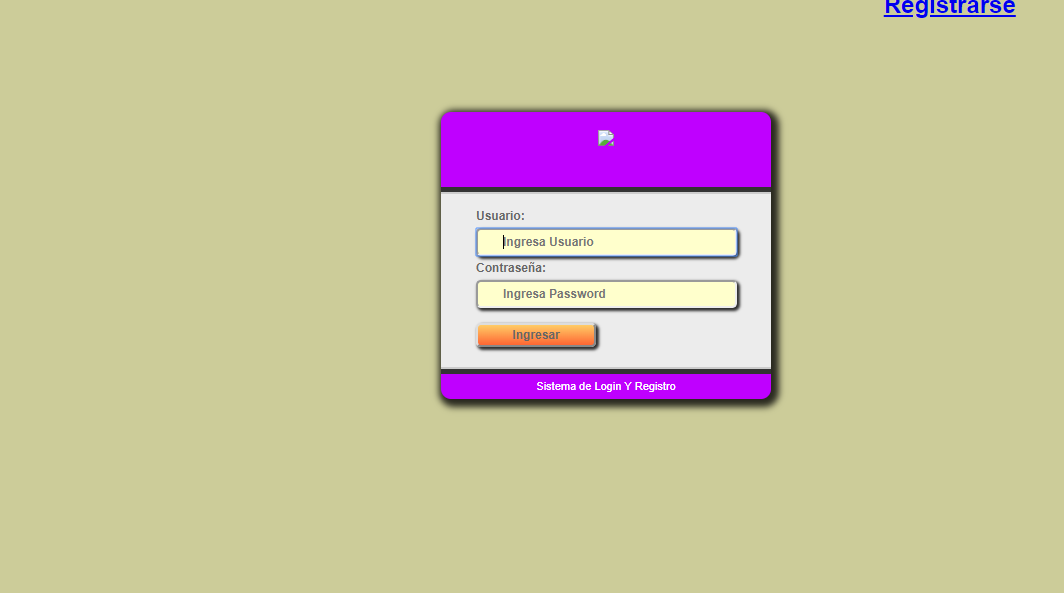 Registrarse
Usuario:
Ingresa Usuario
Contraseña:
Ingresa Password
Ingresar
Sistema de Login Y Registro